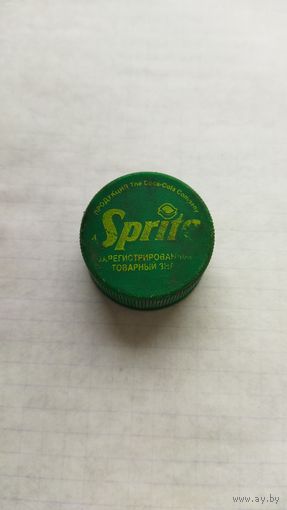 ПРОДУКЦИЯ The Coca-Cola Company
Sprite
ЗАРЕГИСТРИРОВАННЫЙ
ТОВАРНЫЙ ЗНАК
© www.ay.by